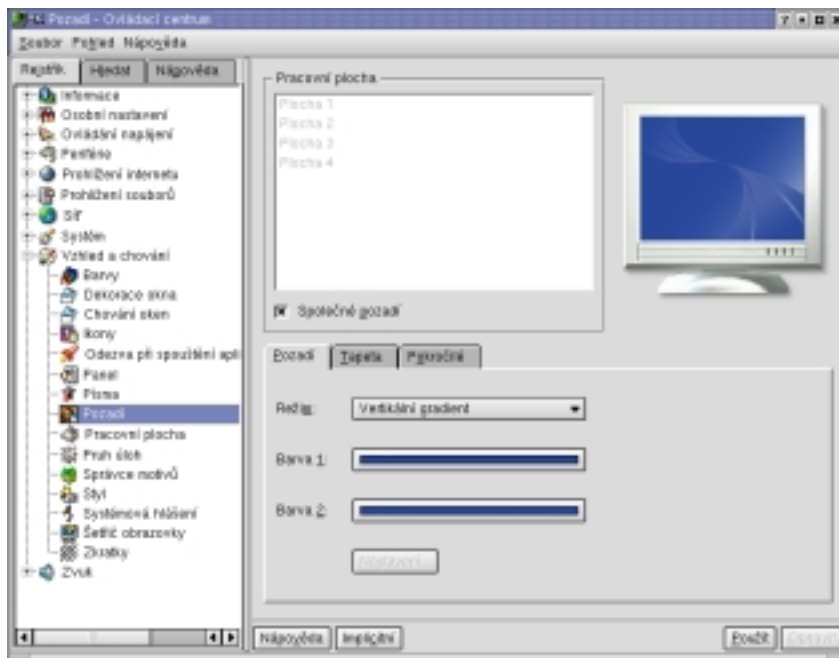 Pozadí - Ovládací centrum
Soubor Pohled Nápověda
Rejstřík Hledat Nápověda
Informace
Osobní nastavení
Ovládání napájení
Periférie
Prohlížení internetu
Prohlížení souborů
Síť
Systém
Vzhled a chování
Barvy
Dekorace okna
Chování oken
Ikony
Odezva při spouštění apli
Panel
Písma
Pozadí
Pracovní plocha
Pruh úloh
Správce motivů
Styl
Systémová hlášení
Šetřič obrazovky
Zkratky
Zvuk
Pracovní plocha
Plocha 1
Plocha 2
Plocha 3
Plocha 4
Společné pozadí
Pozadí Tapeta Pokročilé
Režim: Vertikální gradient
Barva 1:
Barva 2:
Nastavení...
Nápověda Implicitní Použít